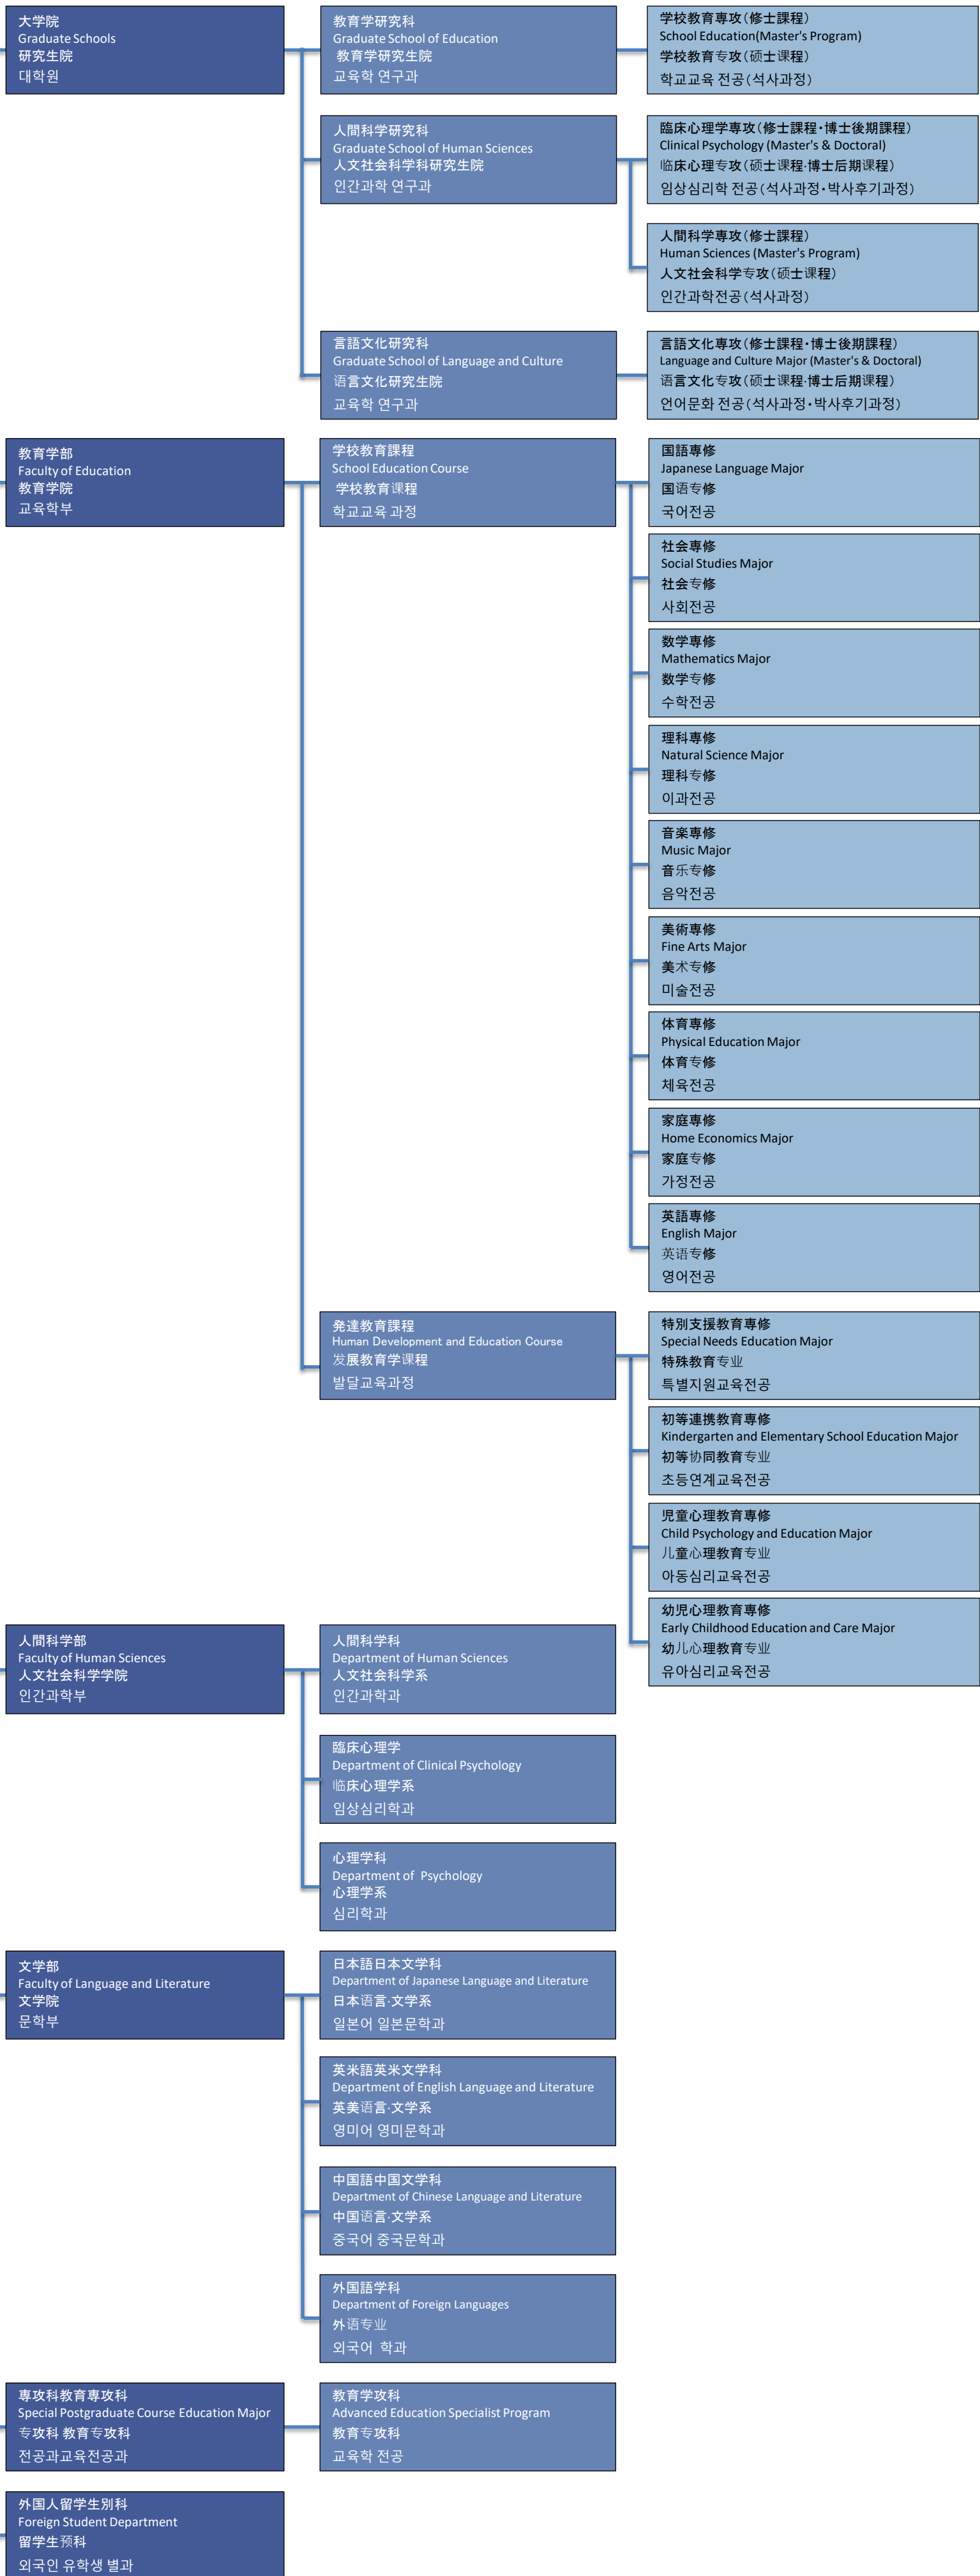 大学院
Graduate Schools
研究生院
대학원
教育学研究科
Graduate School of Education
教育学研究生院
교육학 연구과
学校教育専攻(修士課程)
School Education(Master's Program)
学校教育专攻(硕士课程)
학교교육 전공(석사과정)
人間科学研究科
Graduate School of Human Sciences
人文社会科学科研究生院
인간과학 연구과
臨床心理学専攻(修士課程・博士後期課程)
Clinical Psychology (Master's & Doctoral)
临床心理专攻(硕士课程·博士后期课程)
임상심리학 전공(석사과정・박사후기과정)
人間科学専攻(修士課程)
Human Sciences (Master's Program)
人文社会科学专攻(硕士课程)
인간과학전공(석사과정)
言語文化研究科
Graduate School of Language and Culture
语言文化研究生院
교육학 연구과
言語文化専攻(修士課程・博士後期課程)
Language and Culture Major (Master's & Doctoral)
语言文化专攻(硕士课程·博士后期课程)
언어문화 전공(석사과정・박사후기과정)
教育学部
Faculty of Education
教育学院
교육학부
学校教育課程
School Education Course
学校教育课程
학교교육 과정
国語専修
Japanese Language Major
国语专修
국어전공
社会専修
Social Studies Major
社会专修
사회전공
数学専修
Mathematics Major
数学专修
수학전공
理科専修
Natural Science Major
理科专修
이과전공
音楽専修
Music Major
音乐专修
음악전공
美術専修
Fine Arts Major
美术专修
미술전공
体育専修
Physical Education Major
体育专修
체육전공
家庭専修
Home Economics Major
家庭专修
가정전공
英語専修
English Major
英语专修
영어전공
発達教育課程
Human Development and Education Course
发展教育学课程
발달교육과정
特別支援教育専修
Special Needs Education Major
特殊教育专业
특별지원교육전공
初等連携教育専修
Kindergarten and Elementary School Education Major
初等协同教育专业
초등연계교육전공
児童心理教育専修
Child Psychology and Education Major
儿童心理教育专业
아동심리교육전공
幼児心理教育専修
Early Childhood Education and Care Major
幼儿心理教育专业
유아심리교육전공
人間科学部
Faculty of Human Sciences
人文社会科学学院
인간과학부
人間科学科
Department of Human Sciences
人文社会科学系
인간과학과
臨床心理学
Department of Clinical Psychology
临床心理学系
임상심리학과
心理学科
Department of Psychology
心理学系
심리학과
文学部
Faculty of Language and Literature
文学院
문학부
日本語日本文学科
Department of Japanese Language and Literature
日本语言·文学系
일본어 일본문학과
英米語英米文学科
Department of English Language and Literature
英美语言·文学系
영미어 영미문학과
中国語中国文学科
Department of Chinese Language and Literature
中国语言·文学系
중국어 중국문학과
外国語学科
Department of Foreign Languages
外语专业
외국어 학과
専攻科教育専攻科
Special Postgraduate Course Education Major
专攻科 教育专攻科
전공과교육전공과
教育学攻科
Advanced Education Specialist Program
教育专攻科
교육학 전공
外国人留学生別科
Foreign Student Department
留学生预科
외국인 유학생 별과